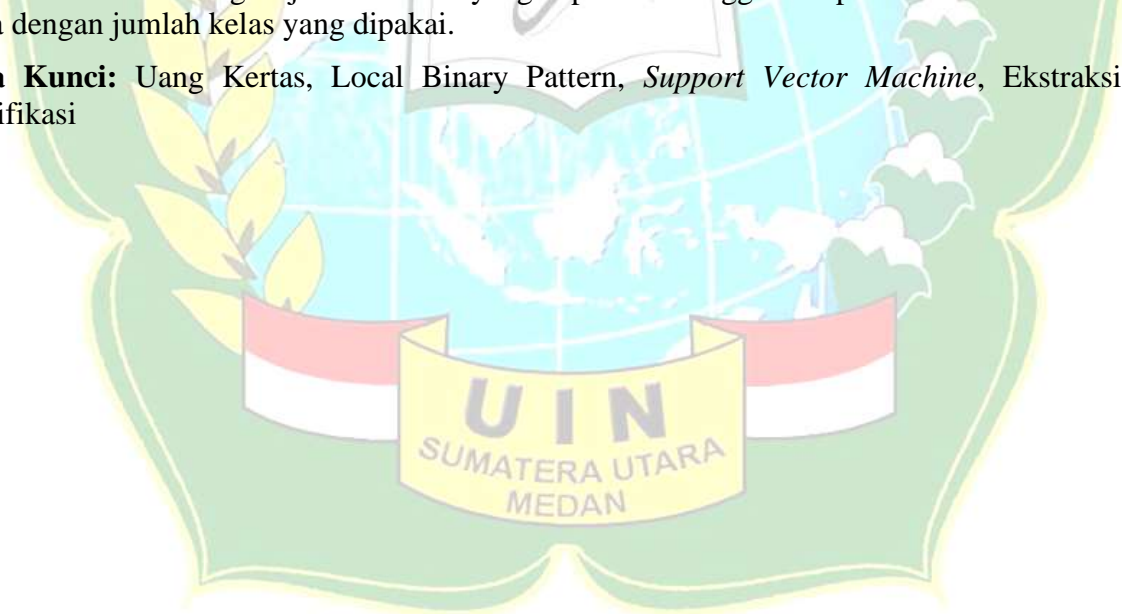 dengan jumlah kelas yang dipakai.
Kunci: Uang Kertas, Local Binary Pattern, Support Vector Machine, Ekstraksi
ifikasi
UIN
SUMATERA UTARA
MEDAN